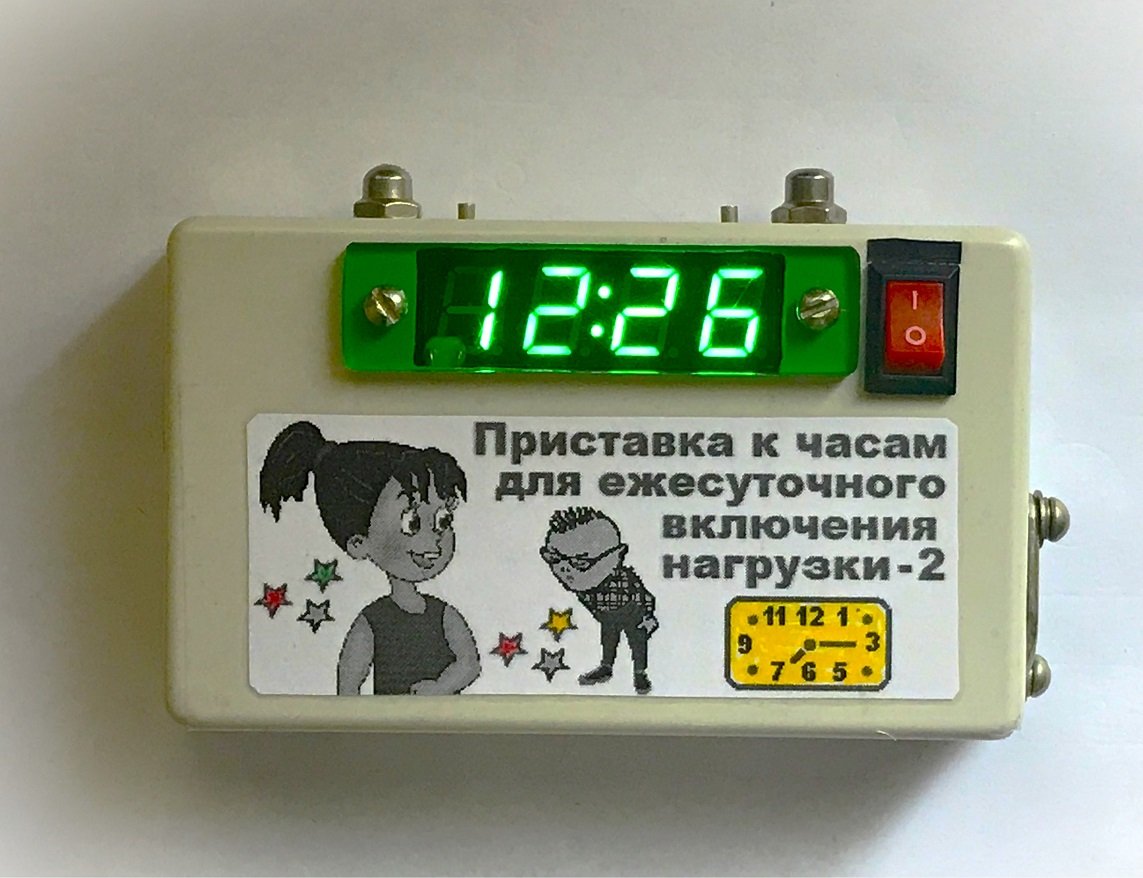 12:26
I
O
Приставка к часам
для ежесуточного
включения
нагрузки-2
11 12 1
9 3
7 6 5